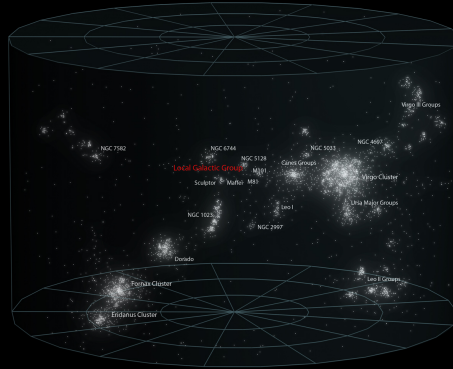 Virgo III Groups
NGC 7582
NGC 6744
NGC 5033
NGC 4697
NGC 5128
Canes Groups
Local Galactic Group
M101
Virgo Cluster
Sculptor
Maffei
M81
Ursa Major Groups
NGC 1023
Leo I
NGC 2997
Dorado
Leo II Groups
Fornax Cluster
Eridanus Cluster